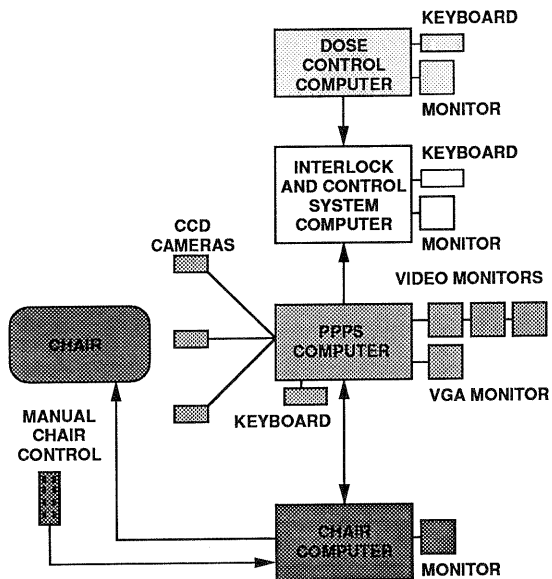 KEYBOARD
DOSE
CONTROL
COMPUTER
MONITOR
KEYBOARD
INTERLOCK
AND CONTROL
SYSTEM
COMPUTER
MONITOR
CCD
CAMERAS
VIDEO MONITORS
PPPS
COMPUTER
CHAIR
VGA MONITOR
KEYBOARD
MANUAL
CHAIR
CONTROL
CHAIR
COMPUTER
MONITOR